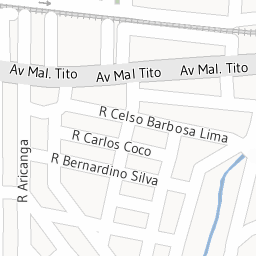 Av Mal. Tito
Av Mal Tito
Av Mal. Tito
R Celso Barbosa Lima
R Carlos Coco
R Bernardino Silva
R Aricanga